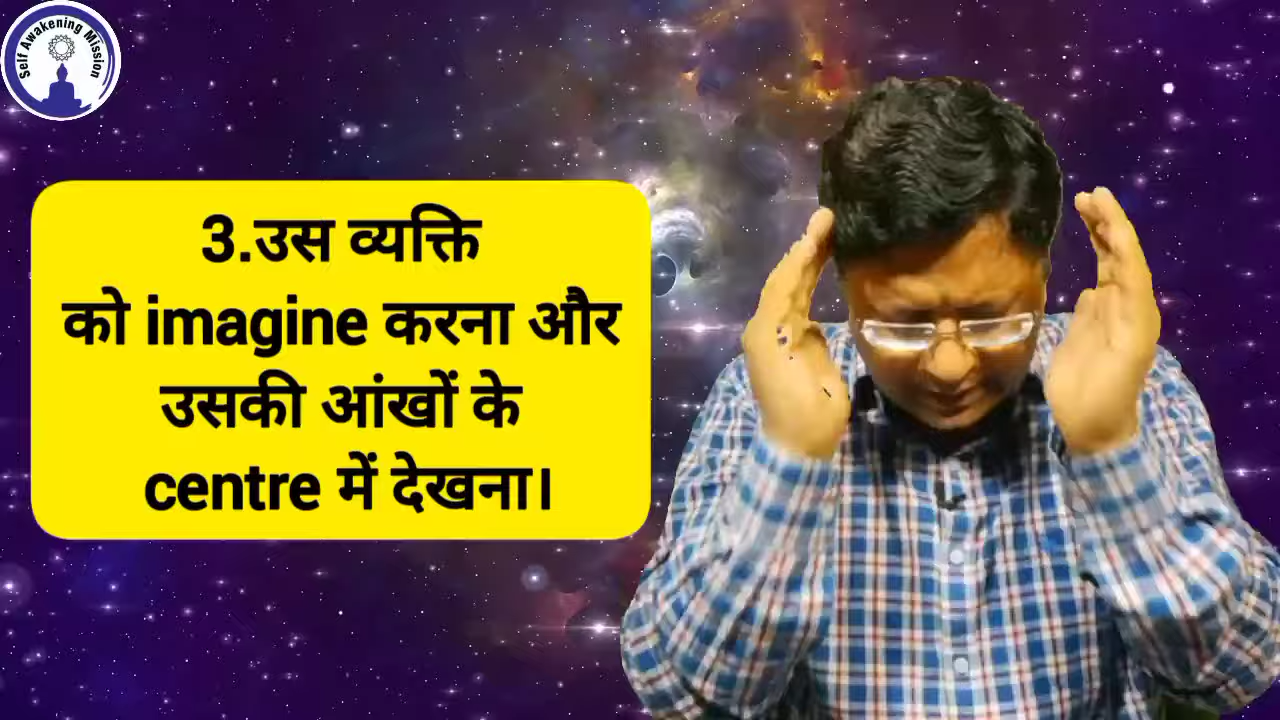 Self Awakening Mission
3.उस व्यक्ति
को imagine करना और
उसकी आंखों के
centre में देखना।